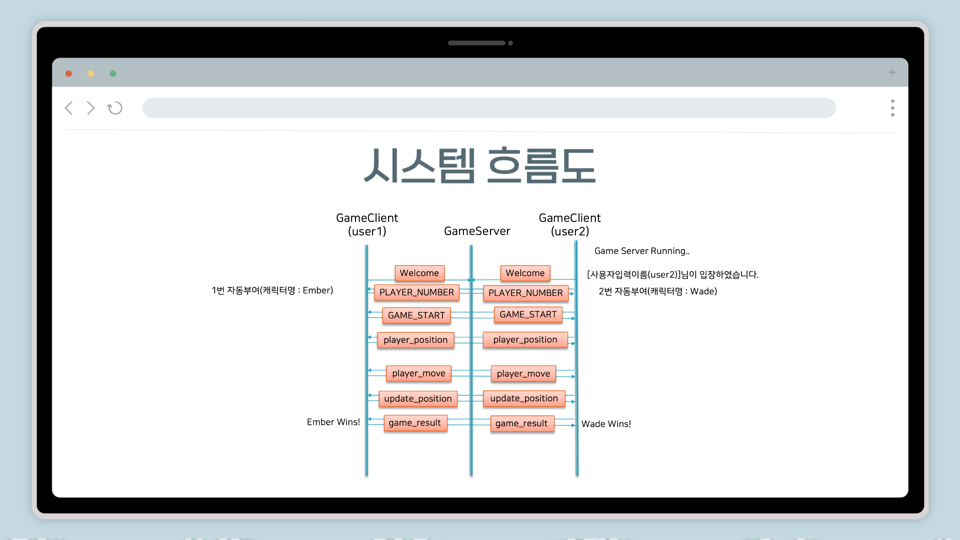 시스템 흐름도
GameClient
(user1)
GameServer
GameClient
(user2)
Game Server Running..
Welcome
Welcome
[사용자입력이름(user2)]님이 입장하였습니다.
1번 자동부여(캐릭터명 : Ember)
PLAYER_NUMBER
PLAYER_NUMBER
2번 자동부여(캐릭터명 : Wade)
GAME_START
GAME_START
player_position
player_position
player_move
player_move
update_position
update_position
Ember Wins!
game_result
game_result
Wade Wins!